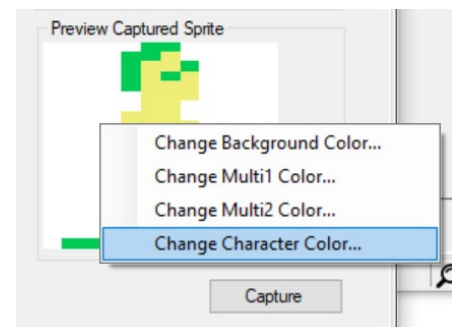 Preview Captured Sprite
Change Background Color...
Change Multi1 Color...
Change Multi2 Color...
Change Character Color...
Capture